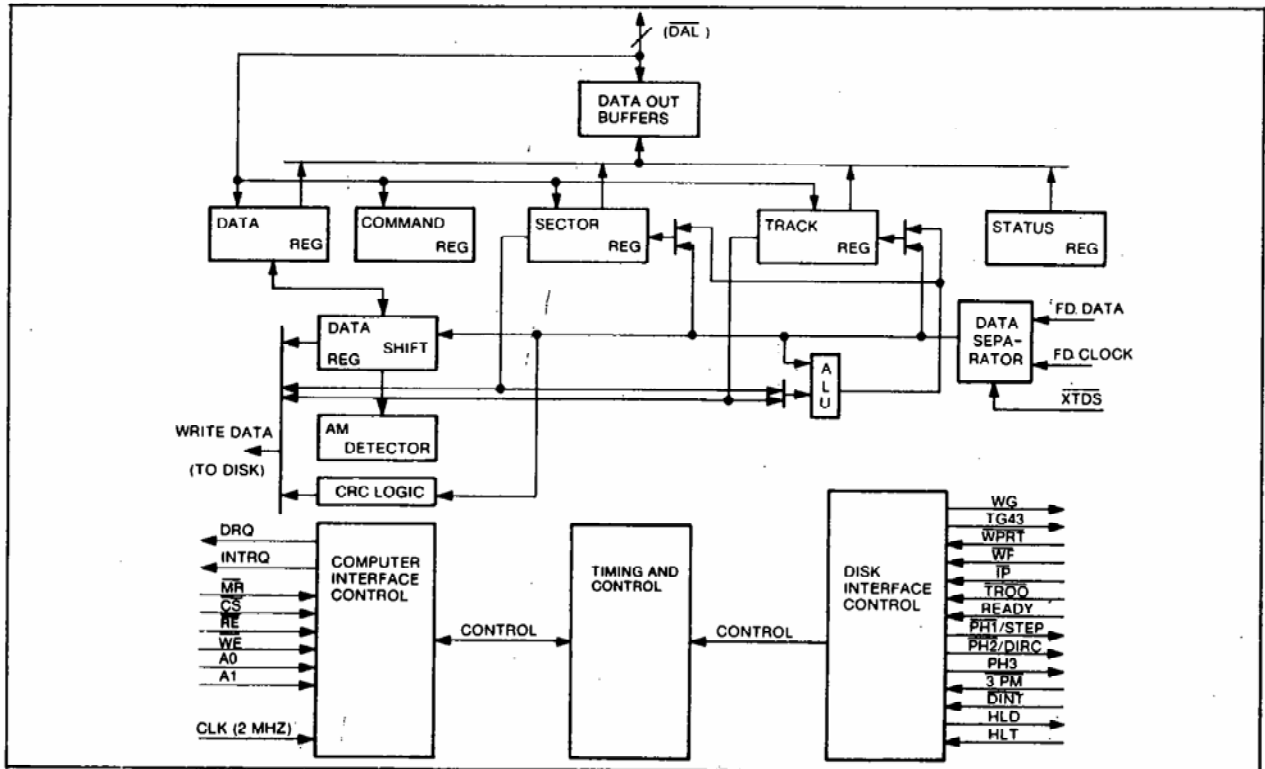 (DAL)
DATA OUT
BUFFERS
DATA
REG
COMMAND
REG
SECTOR
REG
TRACK
REG
STATUS
REG
DATA
REG
SHIFT
DATA
SEPA-
RATOR
FD. DATA
FD. CLOCK
XTDS
A
L
U
WRITE DATA
(TO DISK)
AM
DETECTOR
CRC LOGIC
DRQ
INTRQ
MR
CS
RE
WE
A0
A1
CLK (2 MHZ)
COMPUTER
INTERFACE
CONTROL
CONTROL
TIMING AND
CONTROL
CONTROL
DISK
INTERFACE
CONTROL
WG
TG43
WPRT
WF
IP
TROO
READY
PH1/STEP
PH2/DIRC
PH3
3 PM
DINT
HLD
HLT